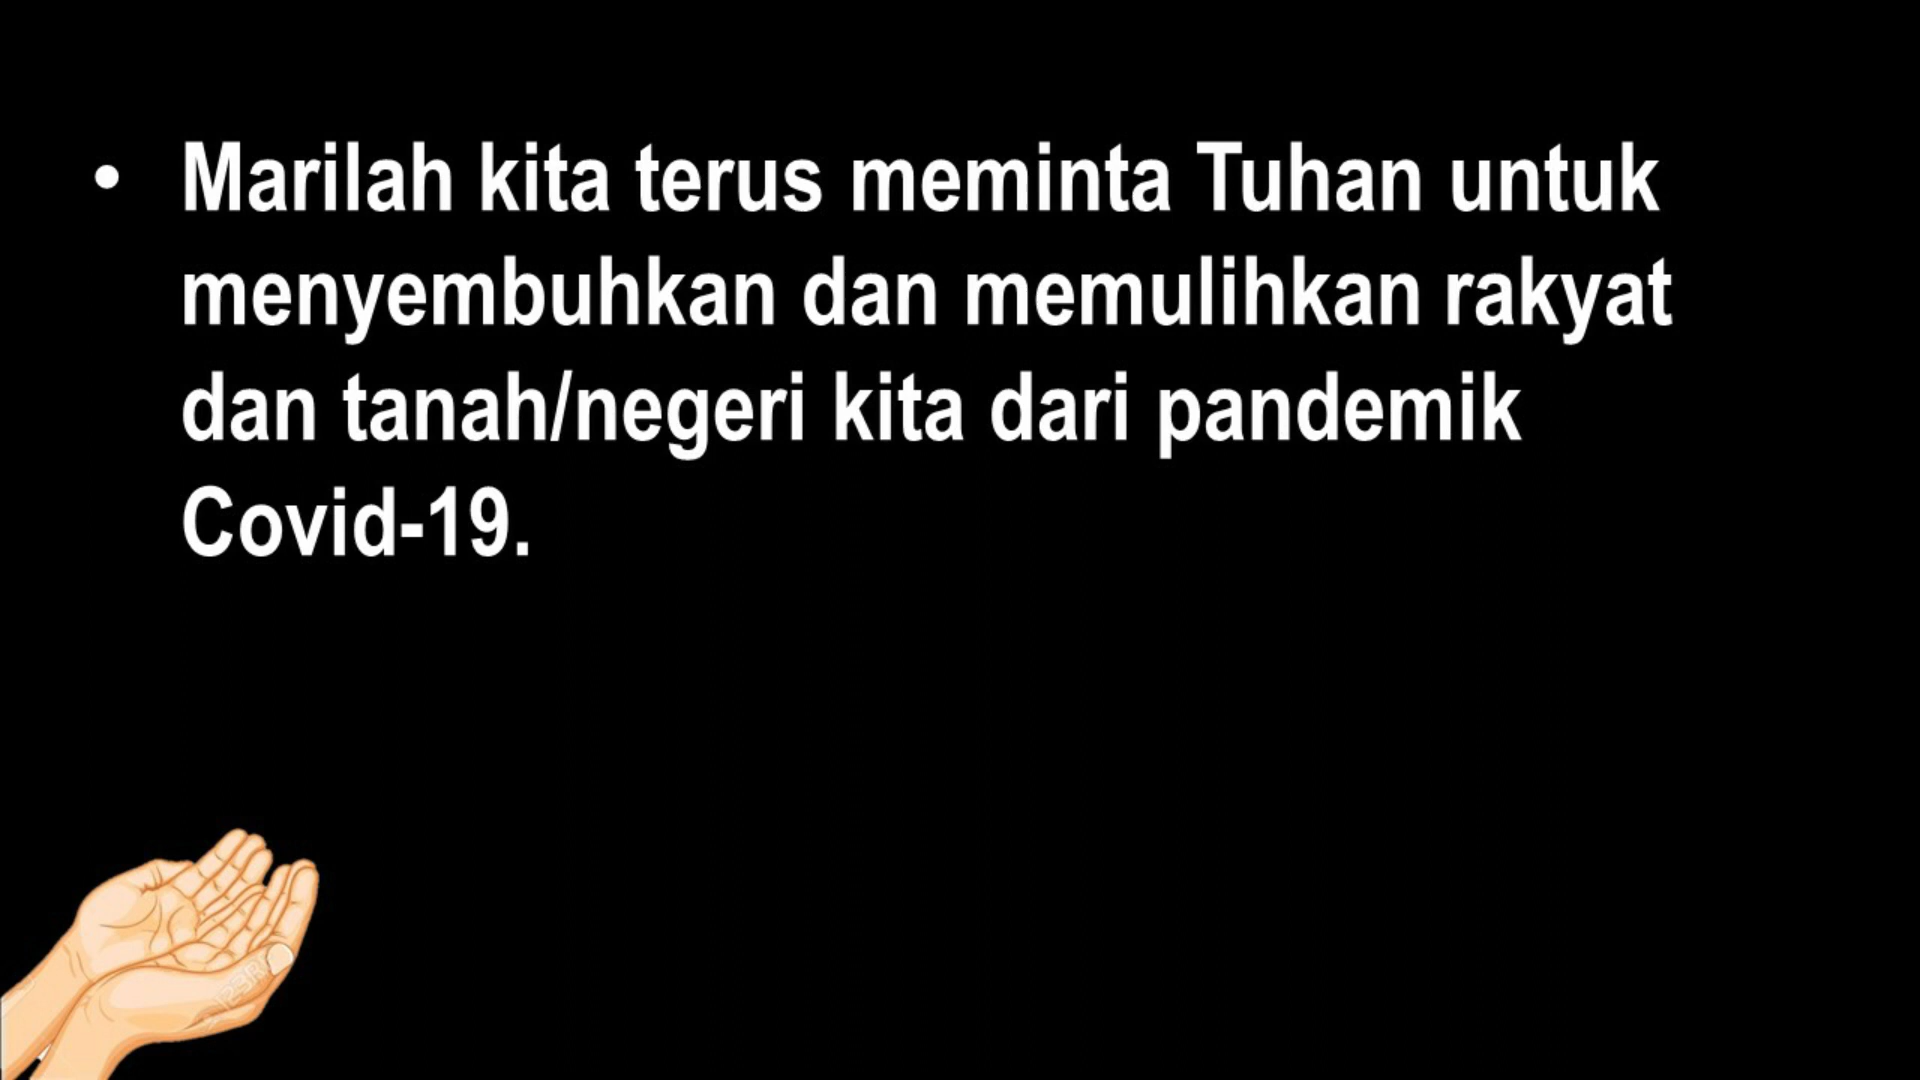 • Marilah kita terus meminta Tuhan untuk
menyembuhkan dan memulihkan rakyat
dan tanah/negeri kita dari pandemik
Covid-19.